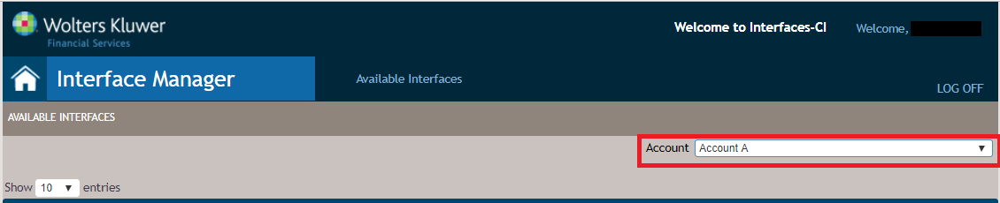 Wolters Kluwer
Financial Services
Welcome to Interfaces-CI
Welcome,
Interface Manager
Available Interfaces
LOG OFF
AVAILABLE INTERFACES
Account Account A
Show 10 entries